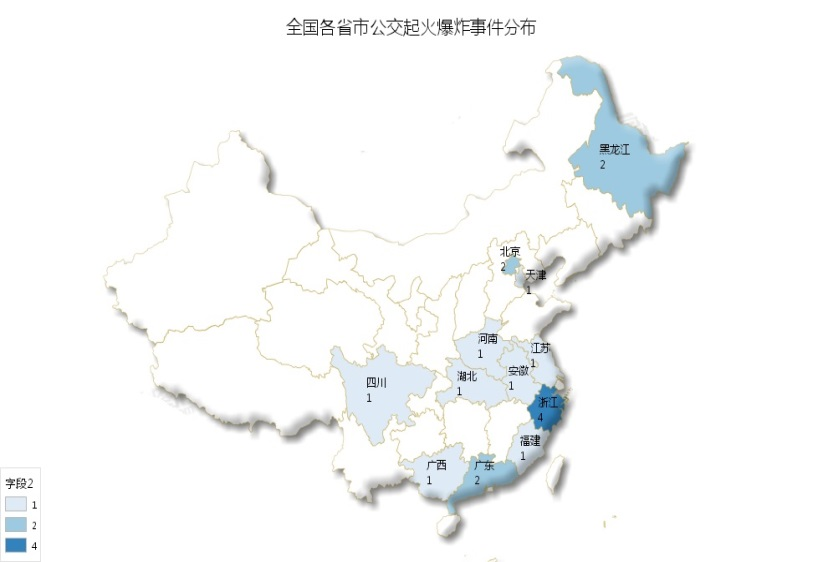 全国各省市公交起火爆炸事件分布
黑龙江
2
北京
2
天津
1
河南
1
江苏
1
安徽
1
湖北
1
四川
1
浙江
4
福建
1
广西
1
广东
2
字段2
1
2
4